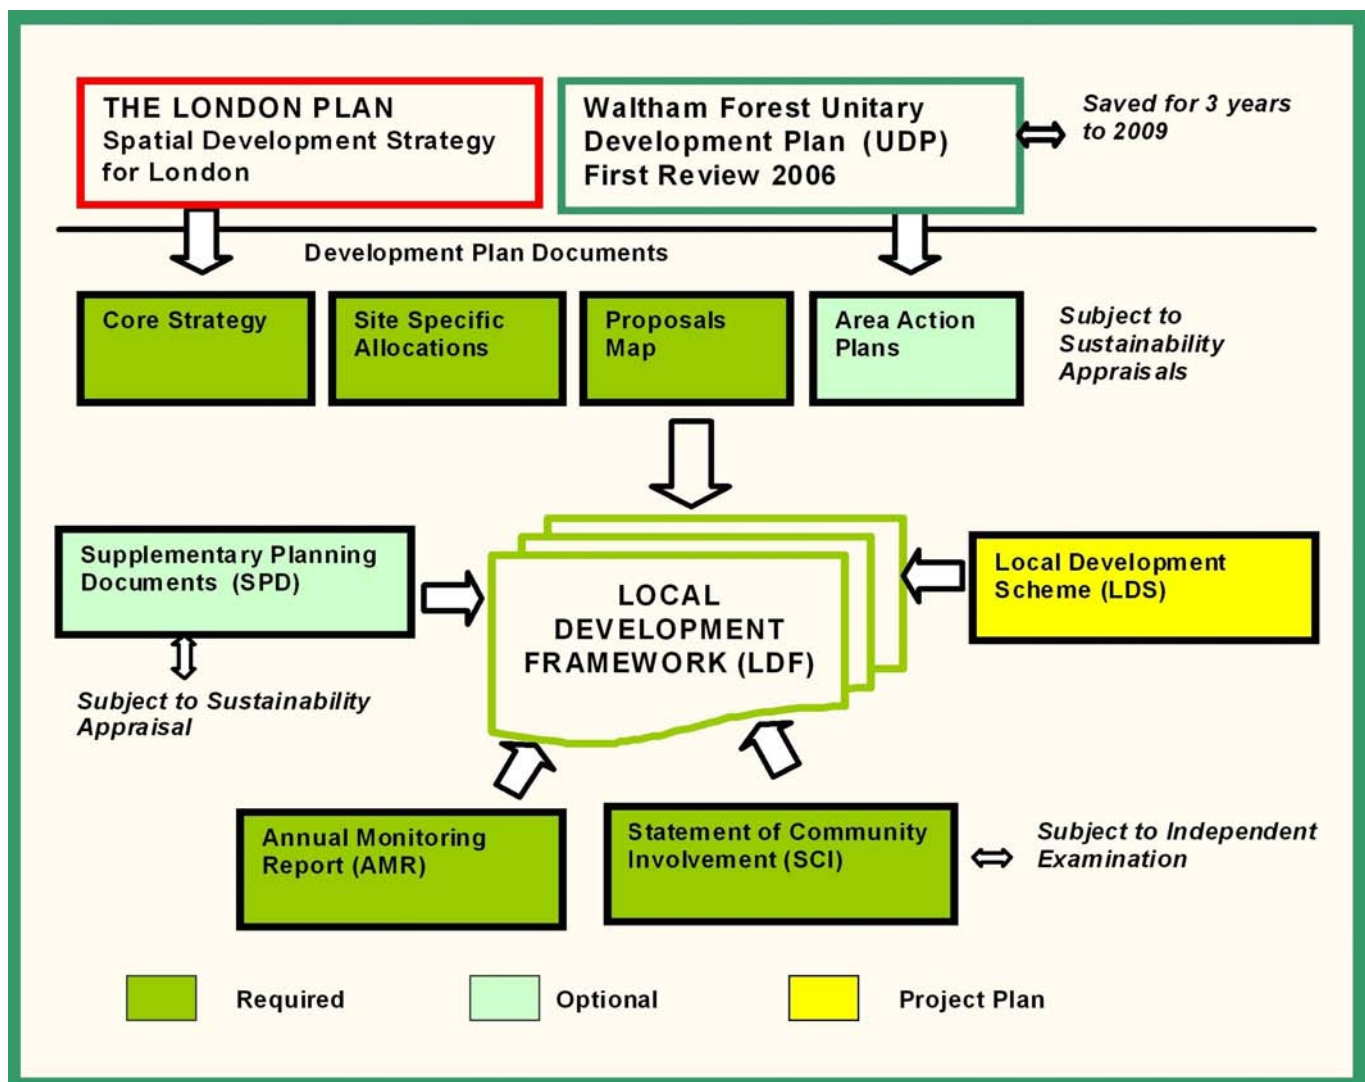 THE LONDON PLAN
Spatial Development Strategy
for London
Waltham Forest Unitary
Development Plan (UDP)
First Review 2006
Saved for 3 years
to 2009
Development Plan Documents
Core Strategy
Site Specific
Allocations
Proposals
Map
Area Action
Plans
Subject to
Sustainability
Appraisals
Supplementary Planning
Documents (SPD)
Subject to Sustainability
Appraisal
LOCAL
DEVELOPMENT
FRAMEWORK (LDF)
Local Development
Scheme (LDS)
Annual Monitoring
Report (AMR)
Statement of Community
Involvement (SCI)
Subject to Independent
Examination
Required
Optional
Project Plan